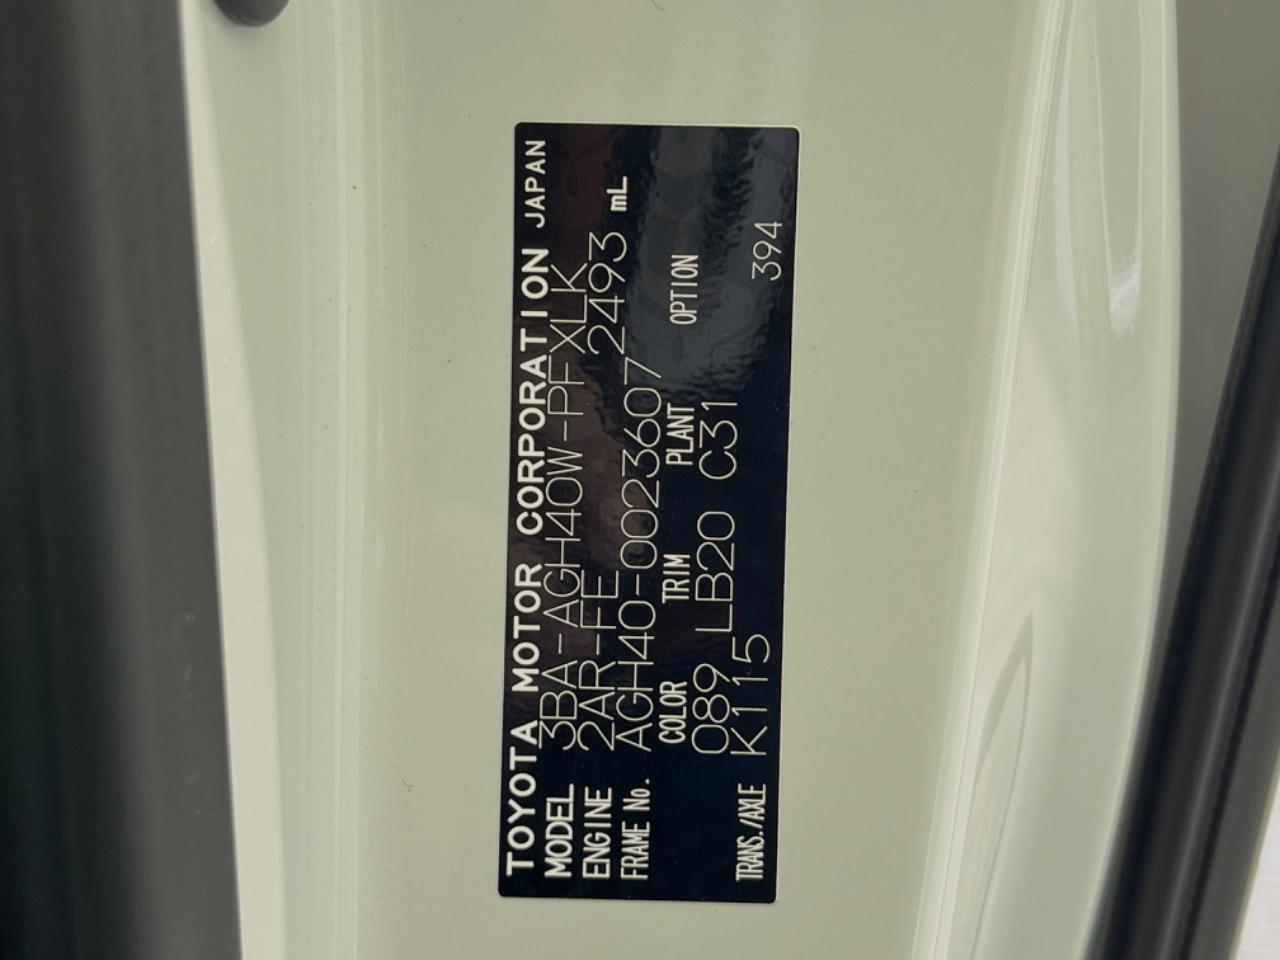 TOYOTA MOTOR CORPORATION JAPAN
MODEL 3BA-AGH40W-PFXLK
ENGINE 2AR-FE 2493 mL
FRAME No. AGH40-0023607
COLOR TRIM PLANT OPTION
089 LB20 C31
TRANS./AXLE K115 394